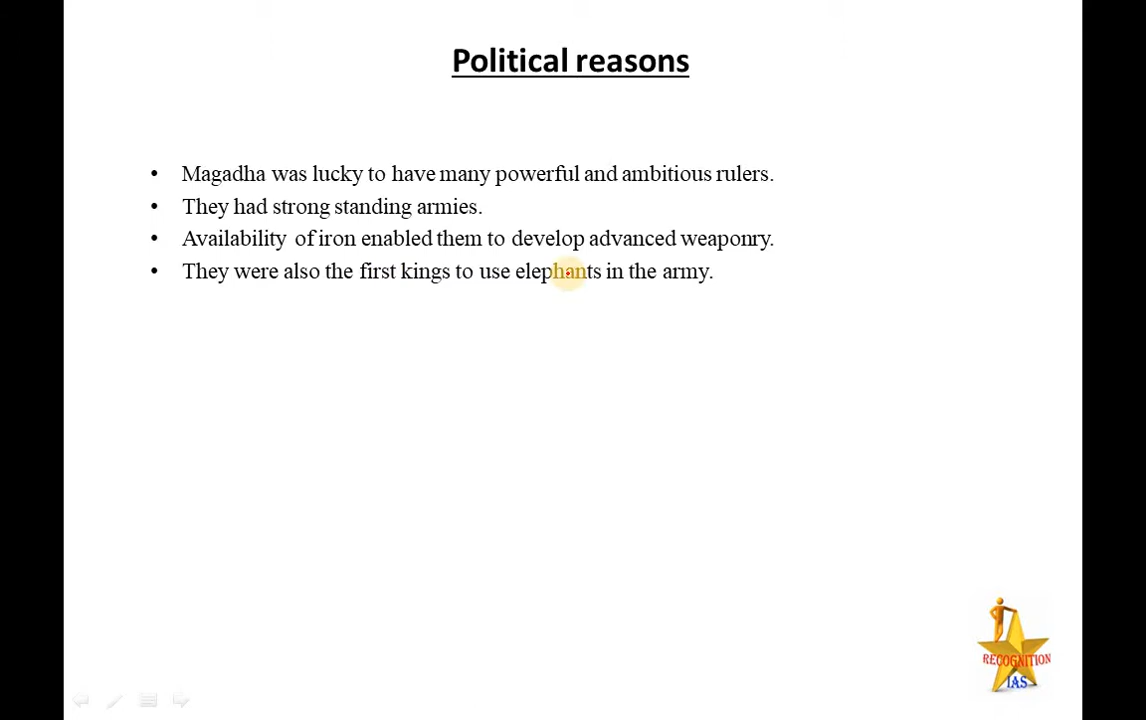 Political reasons
• Magadha was lucky to have many powerful and ambitious rulers.
• They had strong standing armies.
• Availability of iron enabled them to develop advanced weaponry.
• They were also the first kings to use elephants in the army.
RECOGNITION
IAS